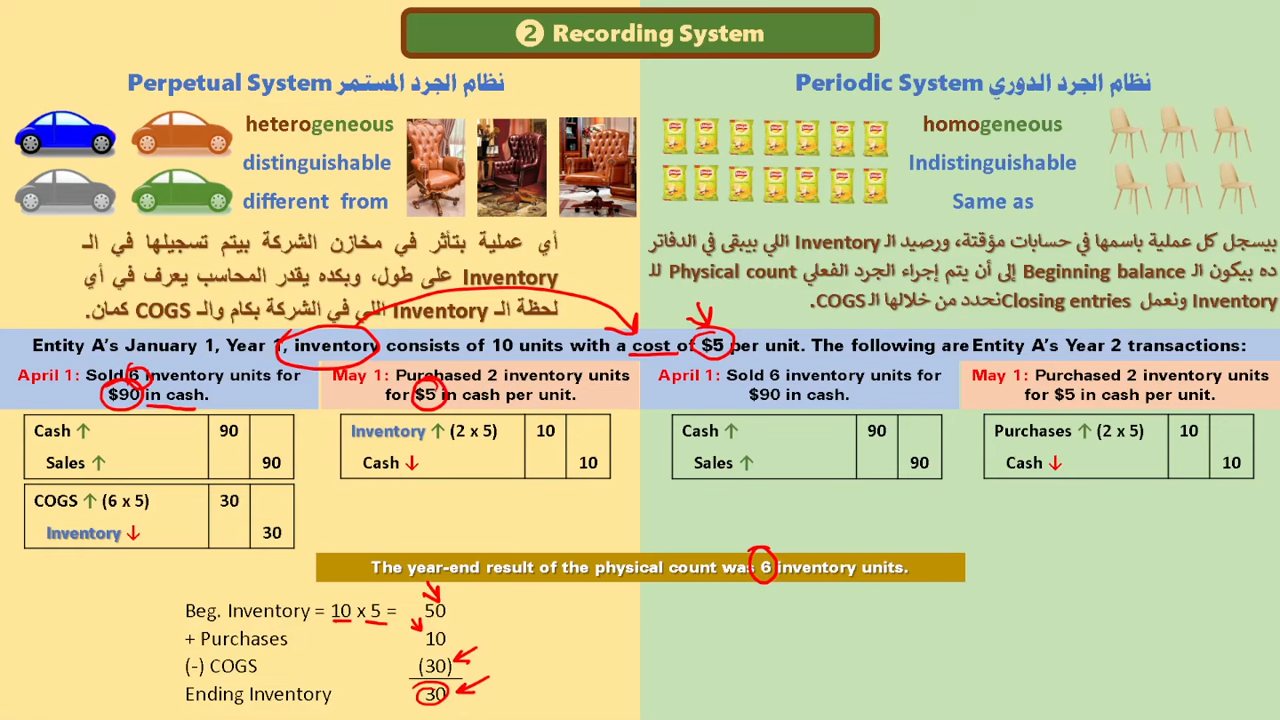 2 Recording System
Perpetual System نظام الجرد المستمر
heterogeneous
distinguishable
different from
أي عملية بتأثر في مخازن الشركة بيتم تسجيلها في الـ
Inventory على طول، وبكده يقدر المحاسب يعرف في أي
لحظة الـ Inventory اللي في الشركة بكام والـ COGS كمان.
Periodic System نظام الجرد الدوري
homogeneous
Indistinguishable
Same as
بيسجل كل عملية باسمها في حسابات مؤقتة، ورصيد الـ Inventory اللي بيبقى في الدفاتر
ده بيكون الـ Beginning balance إلى أن يتم إجراء الجرد الفعلي Physical count للـ
Inventory ونعمل Closing entries نحدد من خلالها الـ COGS.
Entity A's January 1, Year 1, inventory consists of 10 units with a cost of $5 per unit. The following are Entity A's Year 2 transactions:
April 1: Sold 6 inventory units for
$90 in cash.
May 1: Purchased 2 inventory units
for $5 in cash per unit.
April 1: Sold 6 inventory units for
$90 in cash.
May 1: Purchased 2 inventory units
for $5 in cash per unit.
Cash ↑ 90
Sales ↑ 90
COGS ↑ (6 x 5) 30
Inventory ↓ 30
Inventory ↑ (2 x 5) 10
Cash ↓ 10
Cash ↑ 90
Sales ↑ 90
Purchases ↑ (2 x 5) 10
Cash ↓ 10
The year-end result of the physical count was 6 inventory units.
Beg. Inventory = 10 x 5 = 50
+ Purchases 10
(-) COGS (30)
Ending Inventory 30